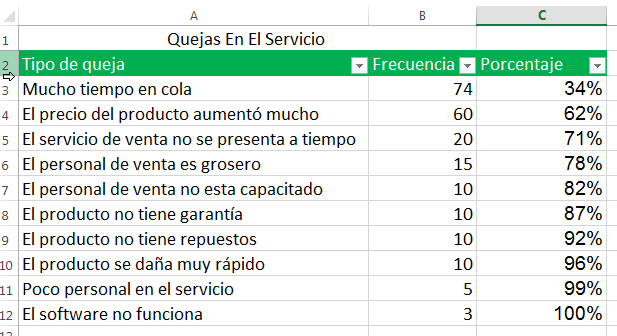 A B C
1 Quejas En El Servicio
2 Tipo de queja Frecuencia Porcentaje
3 Mucho tiempo en cola 74 34%
4 El precio del producto aumentó mucho 60 62%
5 El servicio de venta no se presenta a tiempo 20 71%
6 El personal de venta es grosero 15 78%
7 El personal de venta no esta capacitado 10 82%
8 El producto no tiene garantía 10 87%
9 El producto no tiene repuestos 10 92%
10 El producto se daña muy rápido 10 96%
11 Poco personal en el servicio 5 99%
12 El software no funciona 3 100%